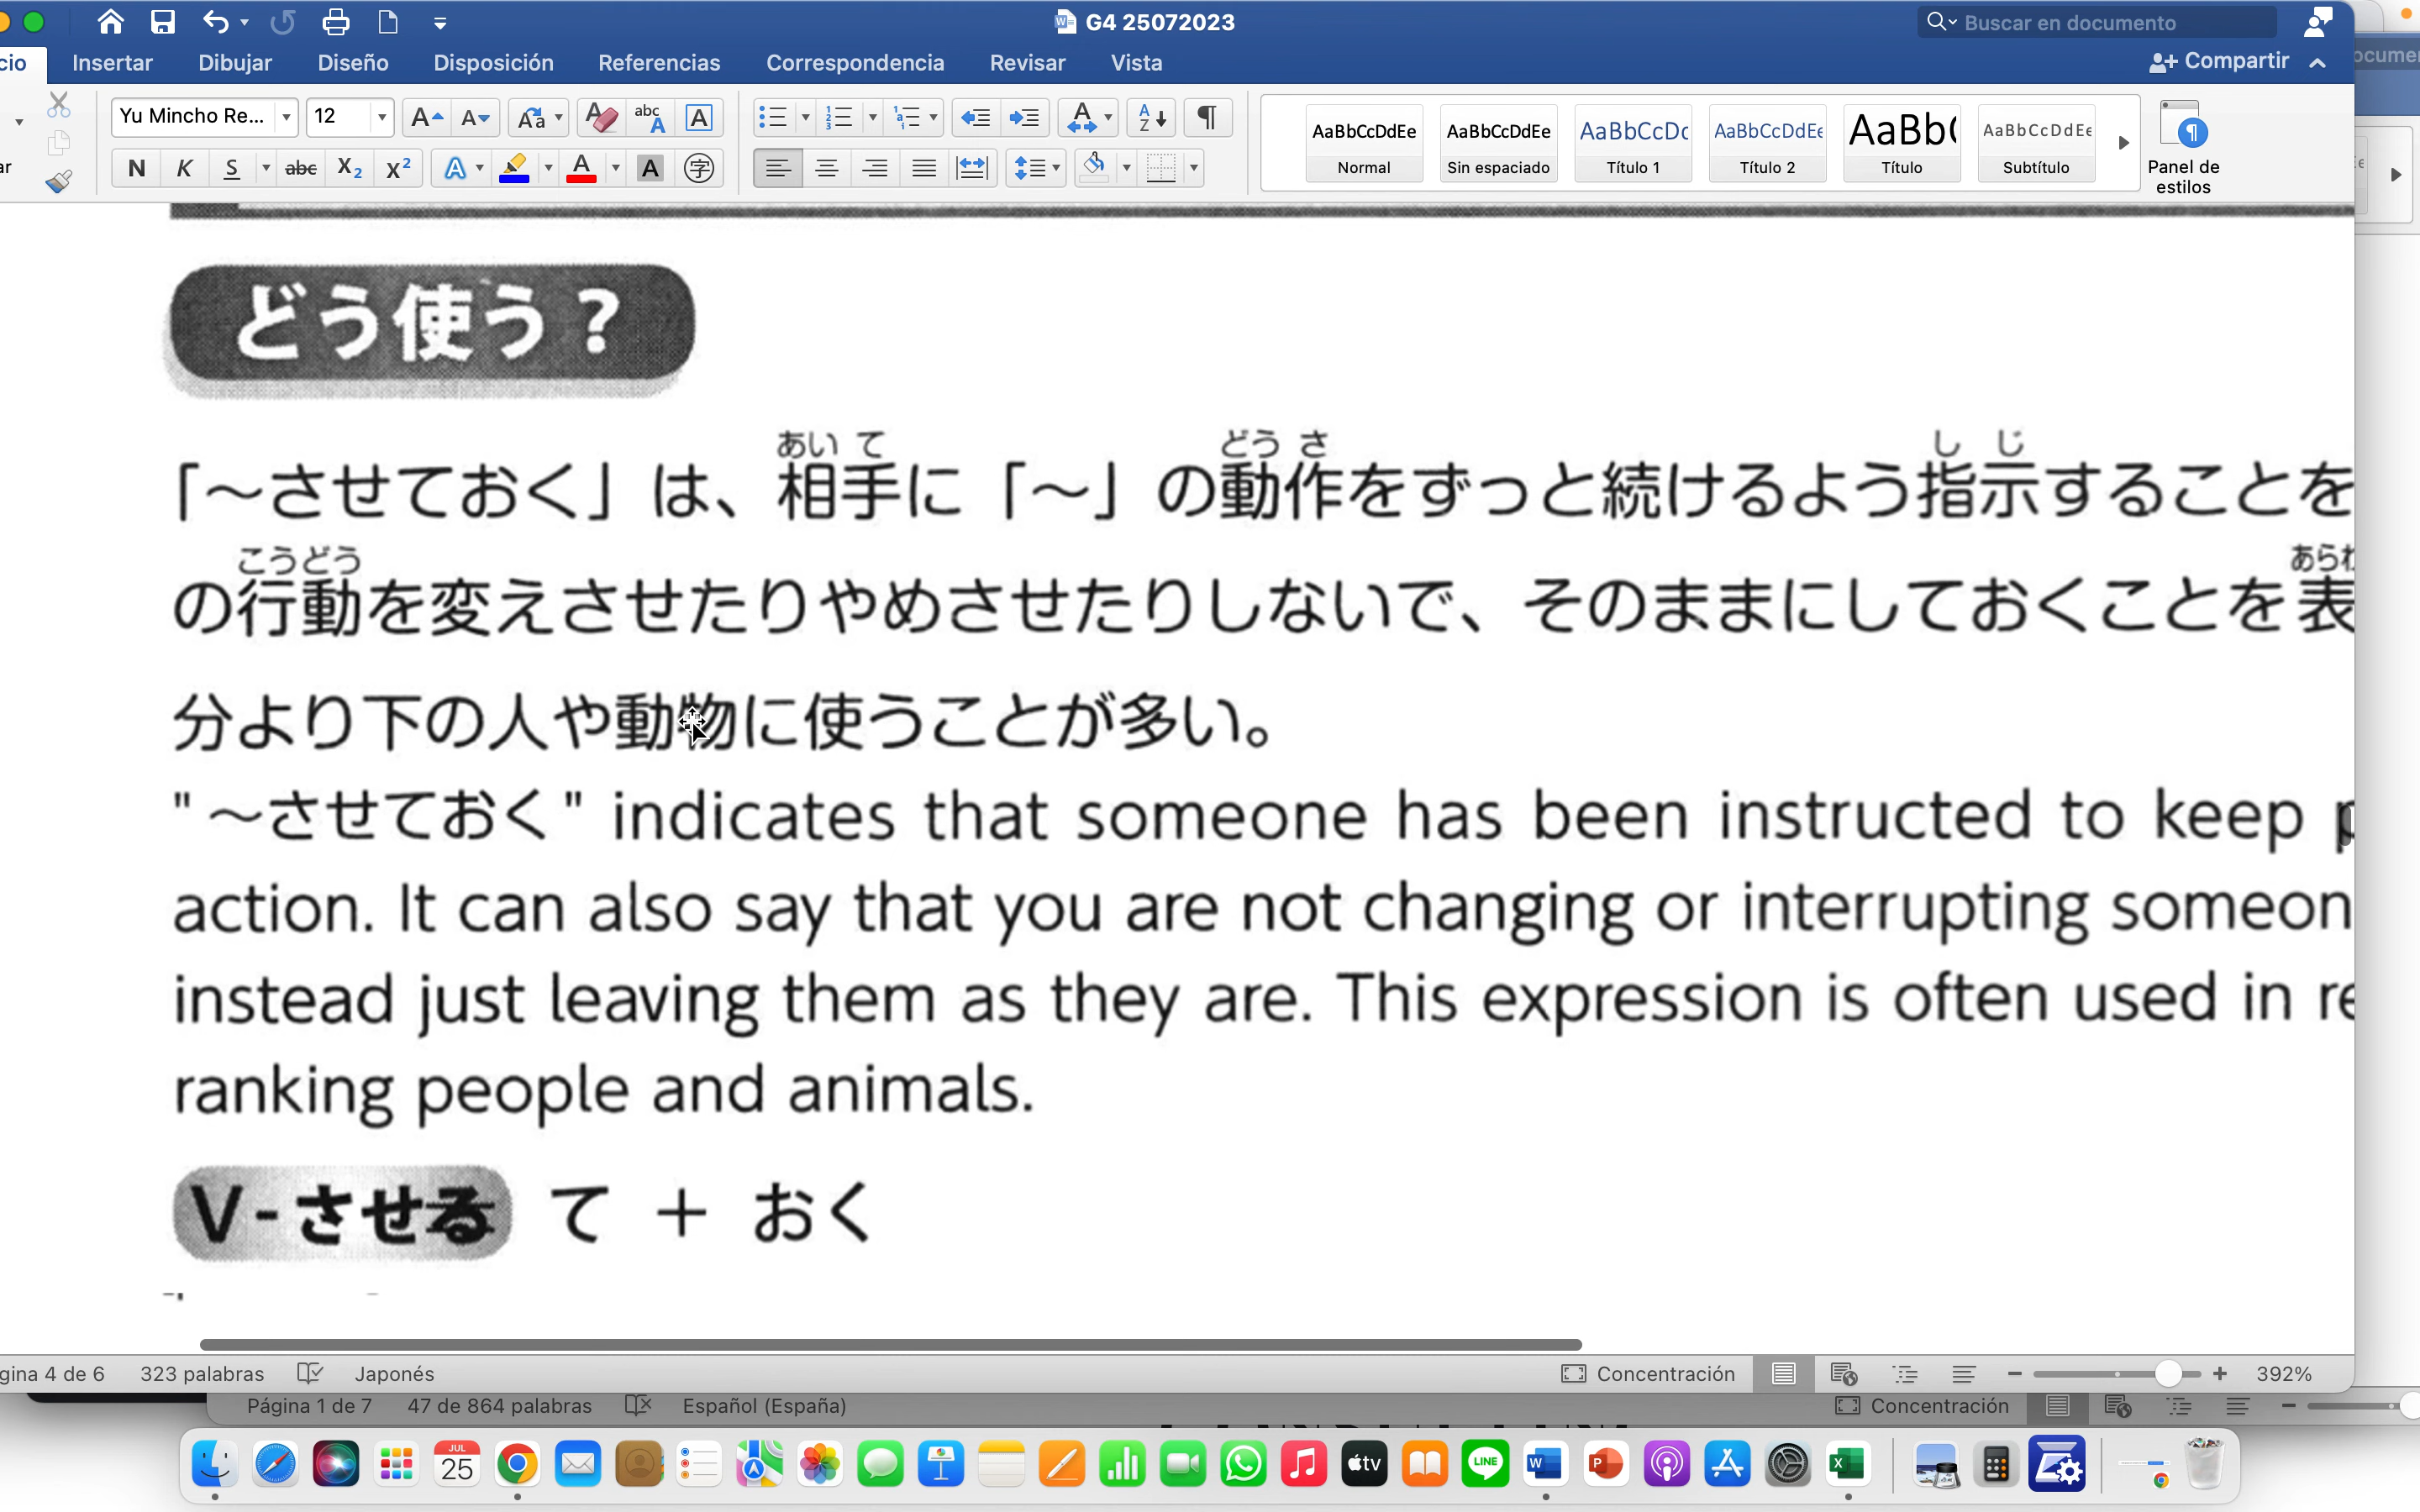 G4 25072023
Buscar en documento
cio Insertar Dibujar Diseño Disposición Referencias Correspondencia Revisar Vista
Compartir
Yu Mincho Re... 12
AaBbCcDdEe AaBbCcDdEe AaBbCcDc AaBbCcDdEe AaBb( AaBbCcDdEe
Normal Sin espaciado Título 1 Título 2 Título Subtítulo
Panel de
estilos
N K S abc X2 X2 A A A 字
どう使う?
あいて どうさ しじ
「~させておく」は、相手に「~」の動作をずっと続けるよう指示することを
こうどう
の行動を変えさせたりやめさせたりしないで、そのままにしておくことを表
分より下の人や動物に使うことが多い。
"~させておく" indicates that someone has been instructed to keep p
action. It can also say that you are not changing or interrupting someon
instead just leaving them as they are. This expression is often used in re
ranking people and animals.
V-させる て + おく
gina 4 de 6 323 palabras Japonés Concentración 392%
Página 1 de 7 47 de 864 palabras Español (España) Concentración
JUL
25
tv
LINE
W
P
X